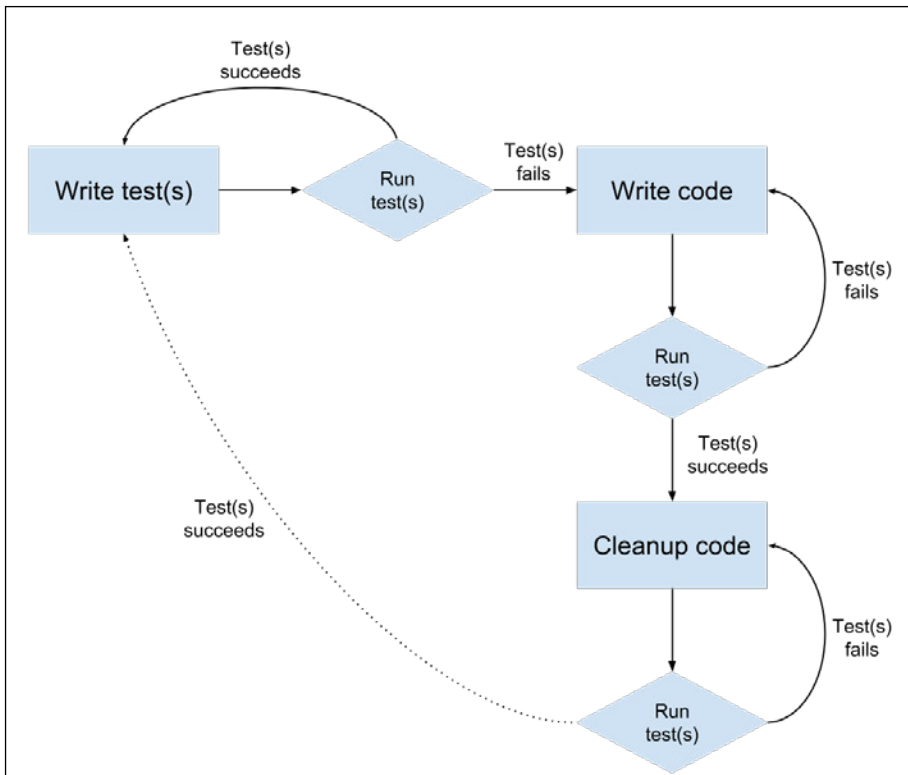 Test(s)
succeeds
Write test(s)
Run
test(s)
Test(s)
fails
Write code
Test(s)
fails
Run
test(s)
Test(s)
succeeds
Test(s)
succeeds
Cleanup code
Test(s)
fails
Run
test(s)